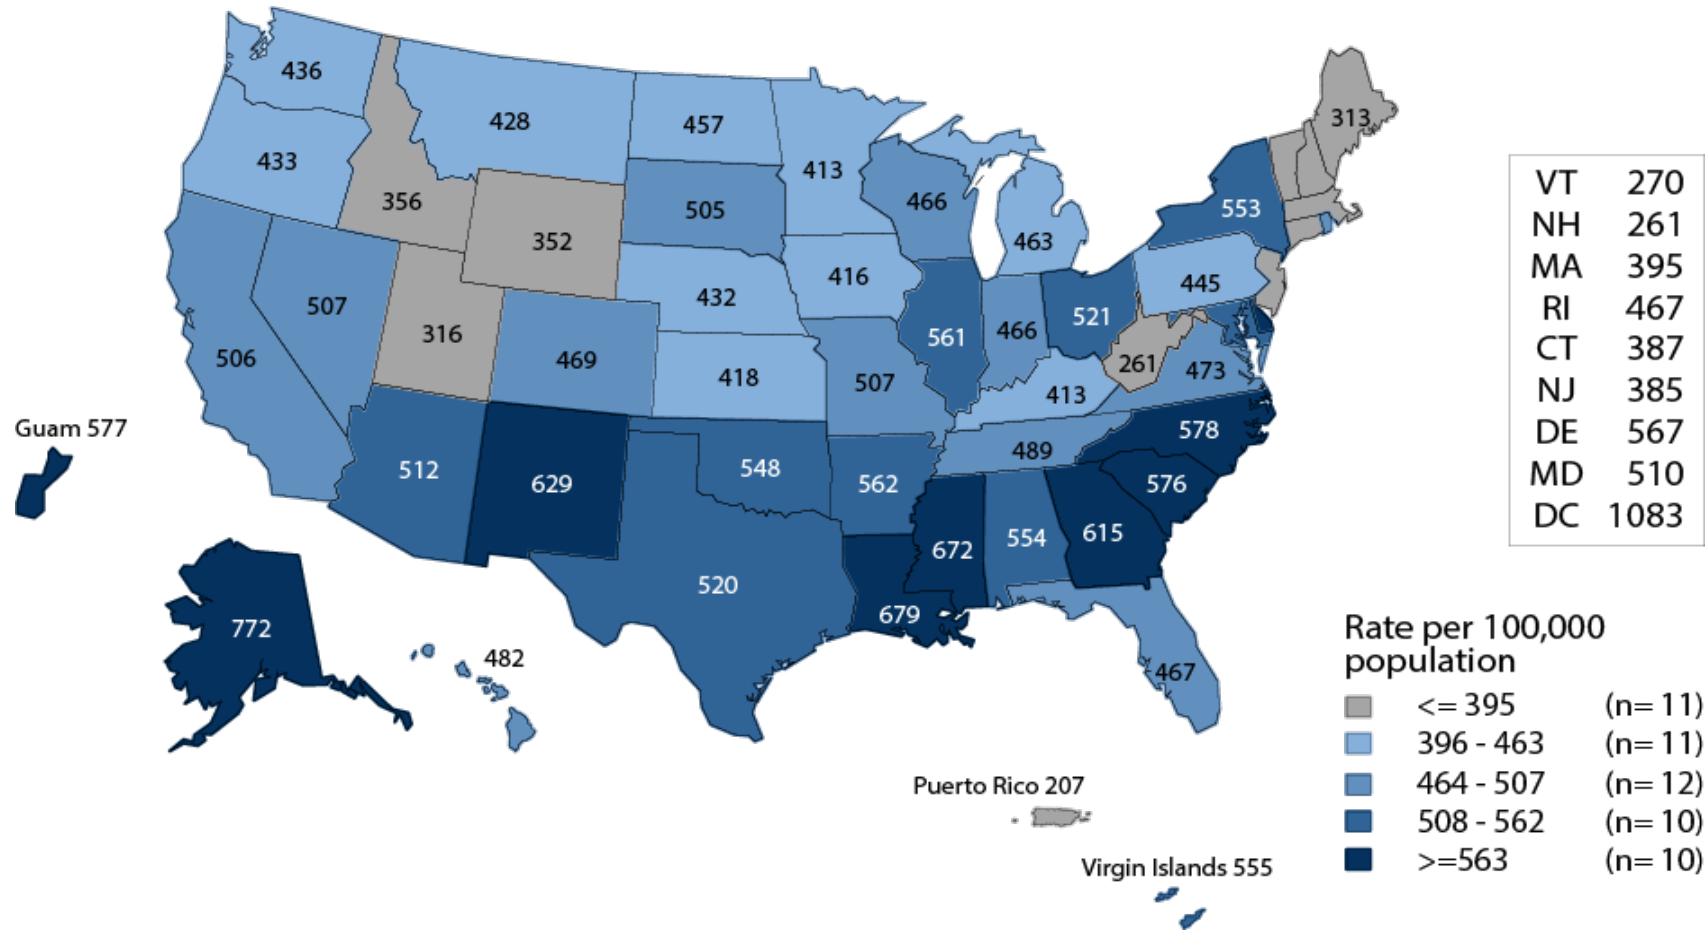 436
428
457
413
313
433
356
352
505
466
463
553
VT 270
NH 261
MA 395
RI 467
CT 387
NJ 385
DE 567
MD 510
DC 1083
507
316
432
416
445
506
469
418
507
561
466
521
261
473
413
Guam 577
512
629
548
562
489
578
576
520
672
554
615
679
772
482
467
Rate per 100,000
population
<= 395 (n= 11)
396 - 463 (n= 11)
464 - 507 (n= 12)
508 - 562 (n= 10)
>=563 (n= 10)
Puerto Rico 207
Virgin Islands 555